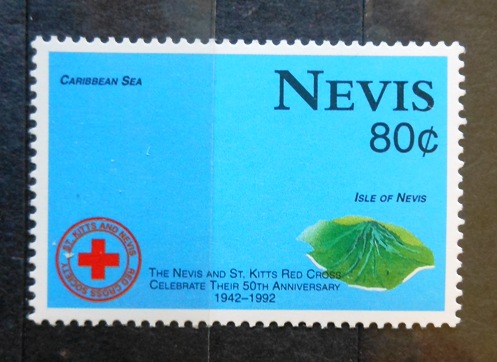 Caribbean Sea
NEVIS
80¢
Isle of Nevis
ST. KITTS AND NEVIS
RED CROSS SOCIETY
The Nevis and St. Kitts Red Cross
Celebrate Their 50th Anniversary
1942–1992